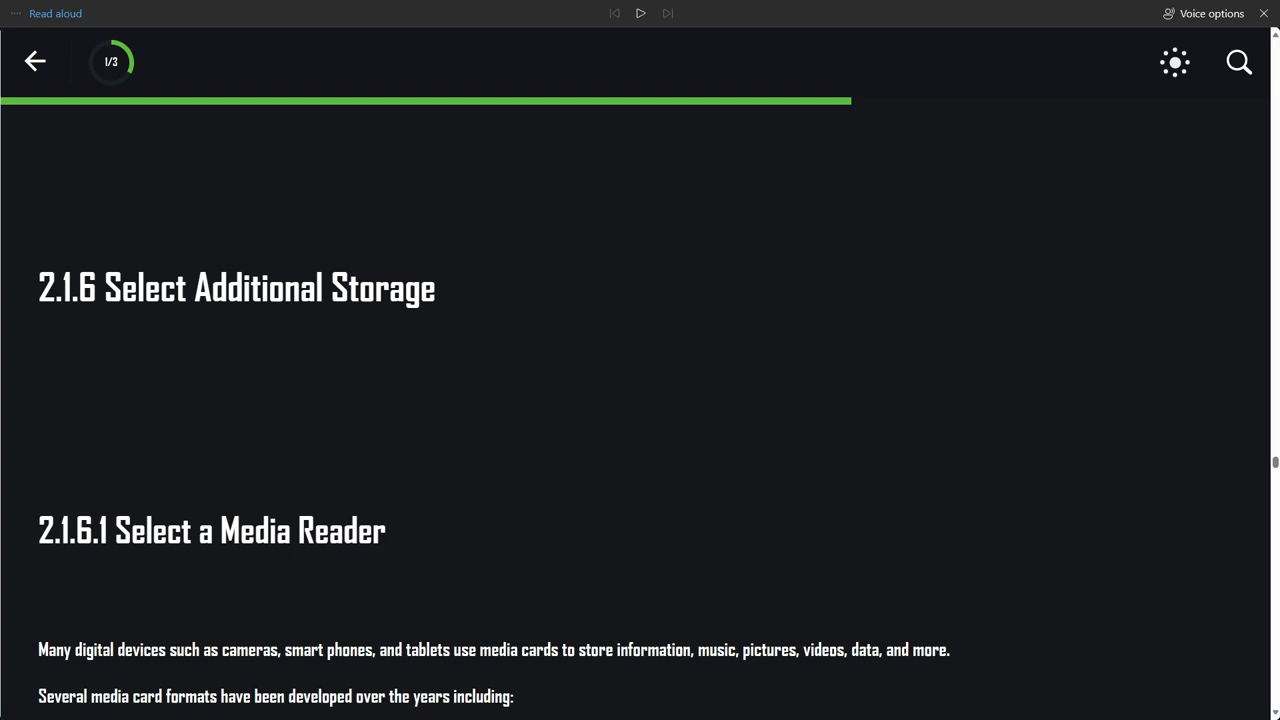 Read aloud
Voice options
1/3
2.1.6 Select Additional Storage
2.1.6.1 Select a Media Reader
Many digital devices such as cameras, smart phones, and tablets use media cards to store information, music, pictures, videos, data, and more.
Several media card formats have been developed over the years including: